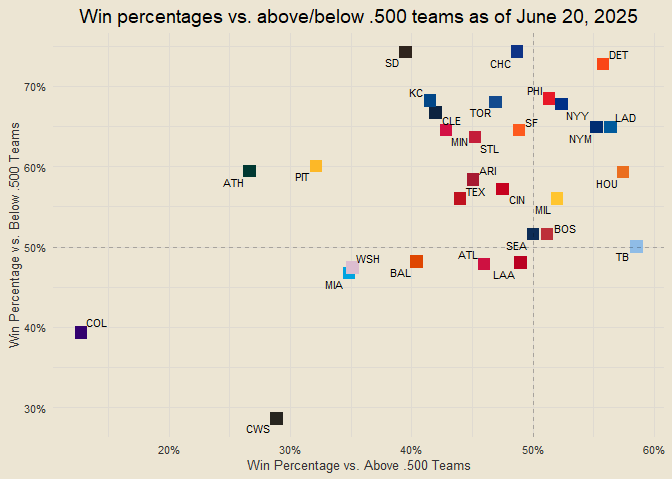 Win percentages vs. above/below .500 teams as of June 20, 2025
SD
CHC
DET
KC
TOR
PHI
NYY
LAD
CLE
MIN
STL
SF
NYM
ATH
PIT
ARI
TEX
CIN
MIL
HOU
SEA
BOS
TB
WSH
MIA
BAL
ATL
LAA
COL
CWS
70%
60%
50%
40%
30%
Win Percentage vs. Below .500 Teams
20%
30%
40%
50%
60%
Win Percentage vs. Above .500 Teams